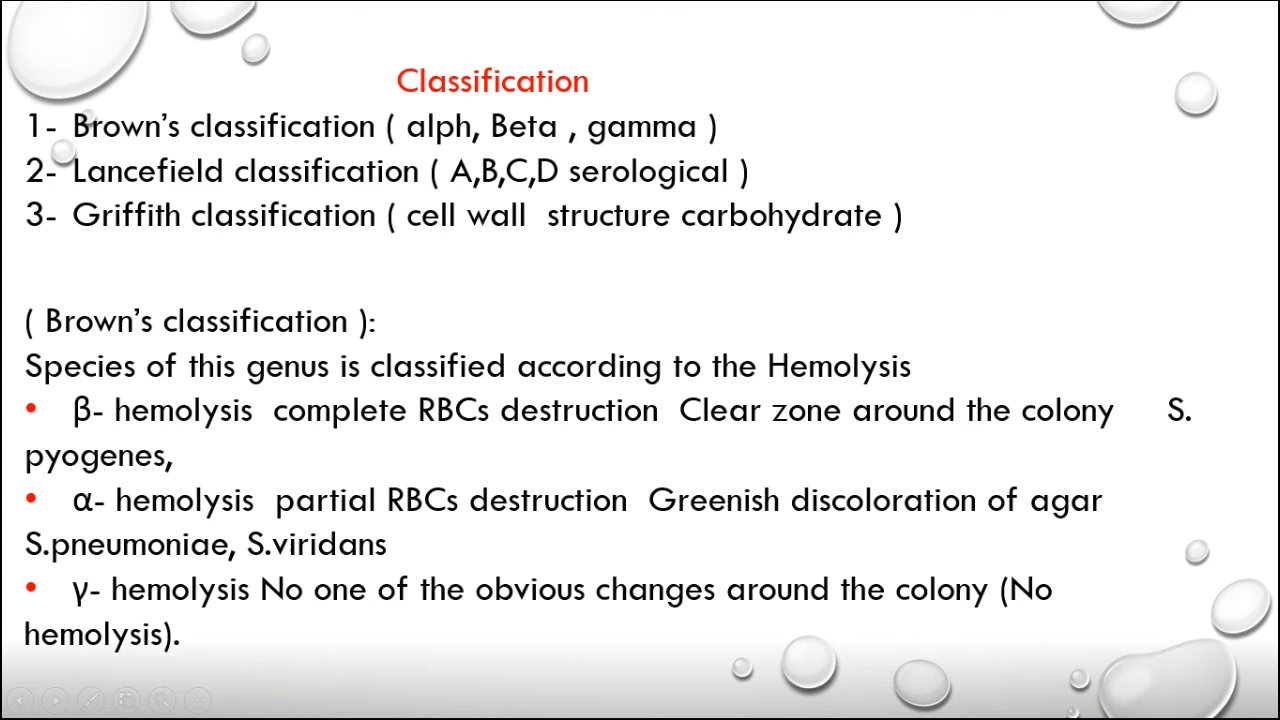 Classification
1- Brown's classification ( alph, Beta , gamma )
2- Lancefield classification ( A,B,C,D serological )
3- Griffith classification ( cell wall structure carbohydrate )
( Brown's classification ):
Species of this genus is classified according to the Hemolysis
• β- hemolysis complete RBCs destruction Clear zone around the colony S.
pyogenes,
• α- hemolysis partial RBCs destruction Greenish discoloration of agar
S.pneumoniae, S.viridans
• γ- hemolysis No one of the obvious changes around the colony (No
hemolysis).